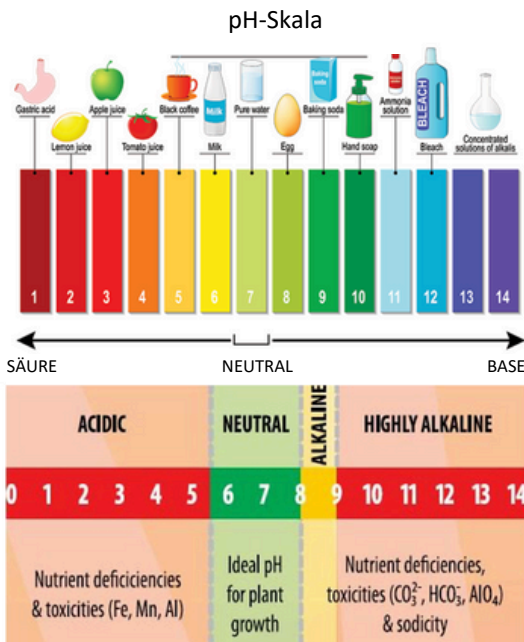 pH-Skala
Gastric acid
Apple juice
Black coffee
Pure water
Baking soda
Ammonia solution
Lemon juice
Tomato juice
Milk
Milk
Egg
Baking soda
Hand soap
BLEACH
Bleach
Concentrated solutions of alkalis
1 2 3 4 5 6 7 8 9 10 11 12 13 14
SÄURE NEUTRAL BASE
ACIDIC NEUTRAL ALKALINE HIGHLY ALKALINE
0 1 2 3 4 5 6 7 8 9 10 11 12 13 14
Nutrient deficiciencies
& toxicities (Fe, Mn, Al)
Ideal pH
for plant
growth
Nutrient deficiencies,
toxicities (CO₃²⁻, HCO₃⁻, AlO₄)
& sodicity